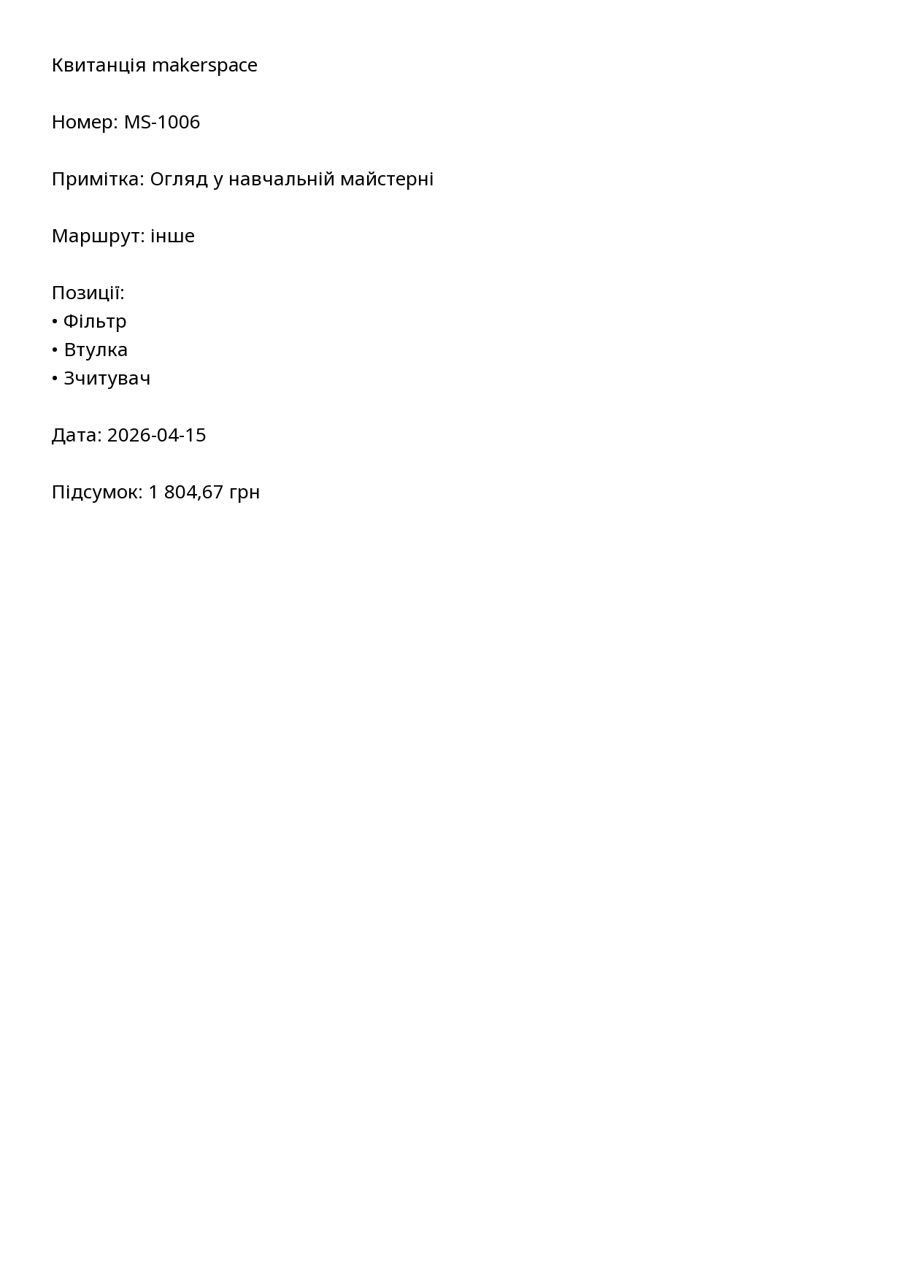 Квитанція makerspace
Номер: MS-1006
Примітка: Огляд у навчальній майстерні
Маршрут: інше
Позиції:
• Фільтр
• Втулка
• Зчитувач
Дата: 2026-04-15
Підсумок: 1 804,67 грн